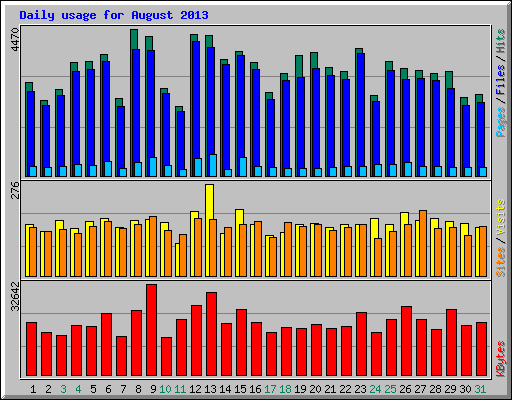 Daily usage for August 2013
4470
Pages / Files / Hits
276
Sites / Visits
32642
KBytes
1 2 3 4 5 6 7 8 9 10 11 12 13 14 15 16 17 18 19 20 21 22 23 24 25 26 27 28 29 30 31